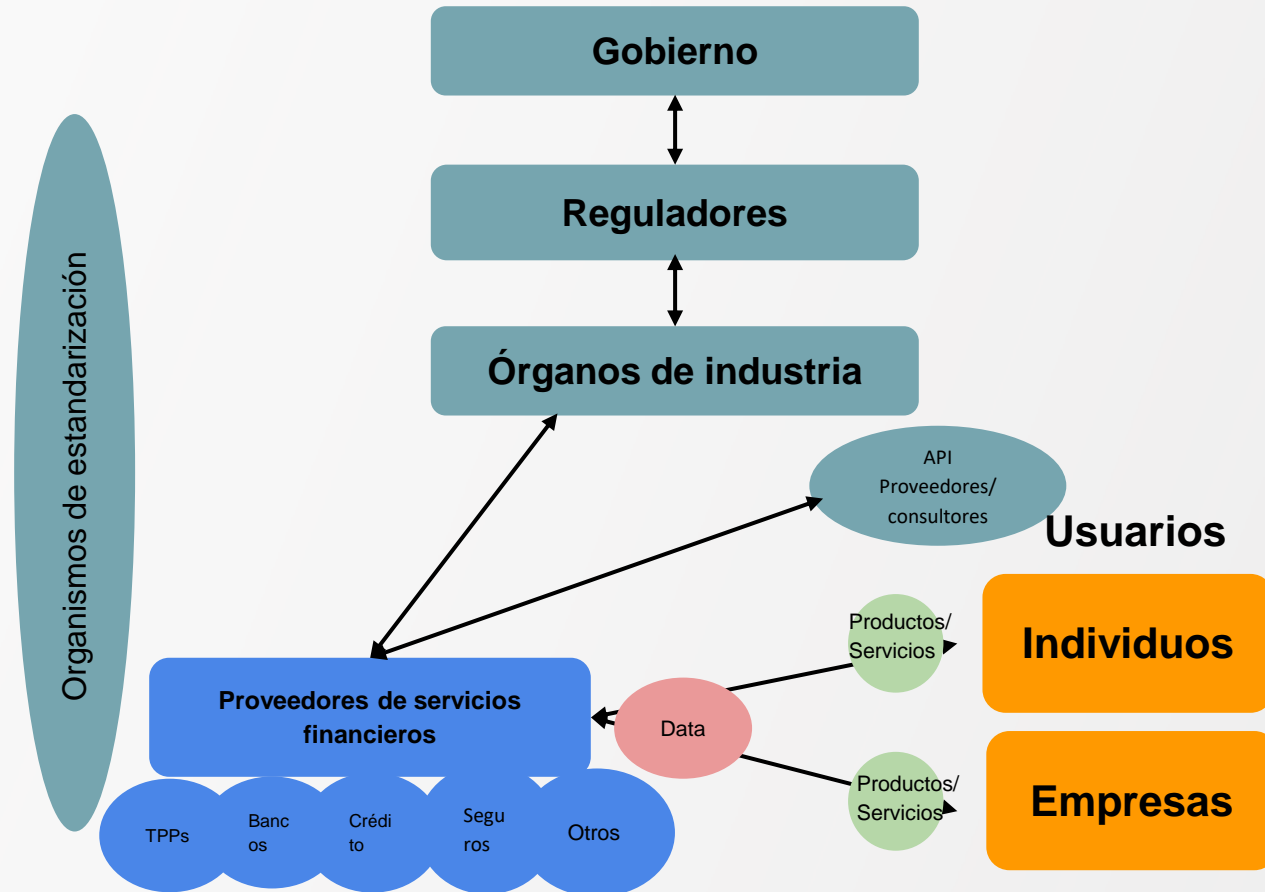 Gobierno
Reguladores
Órganos de industria
Organismos de estandarización
API
Proveedores/
consultores
Usuarios
Productos/
Servicios
Individuos
Proveedores de servicios
financieros
Data
Productos/
Servicios
Empresas
TPPs
Banc
os
Crédi
to
Segu
ros
Otros